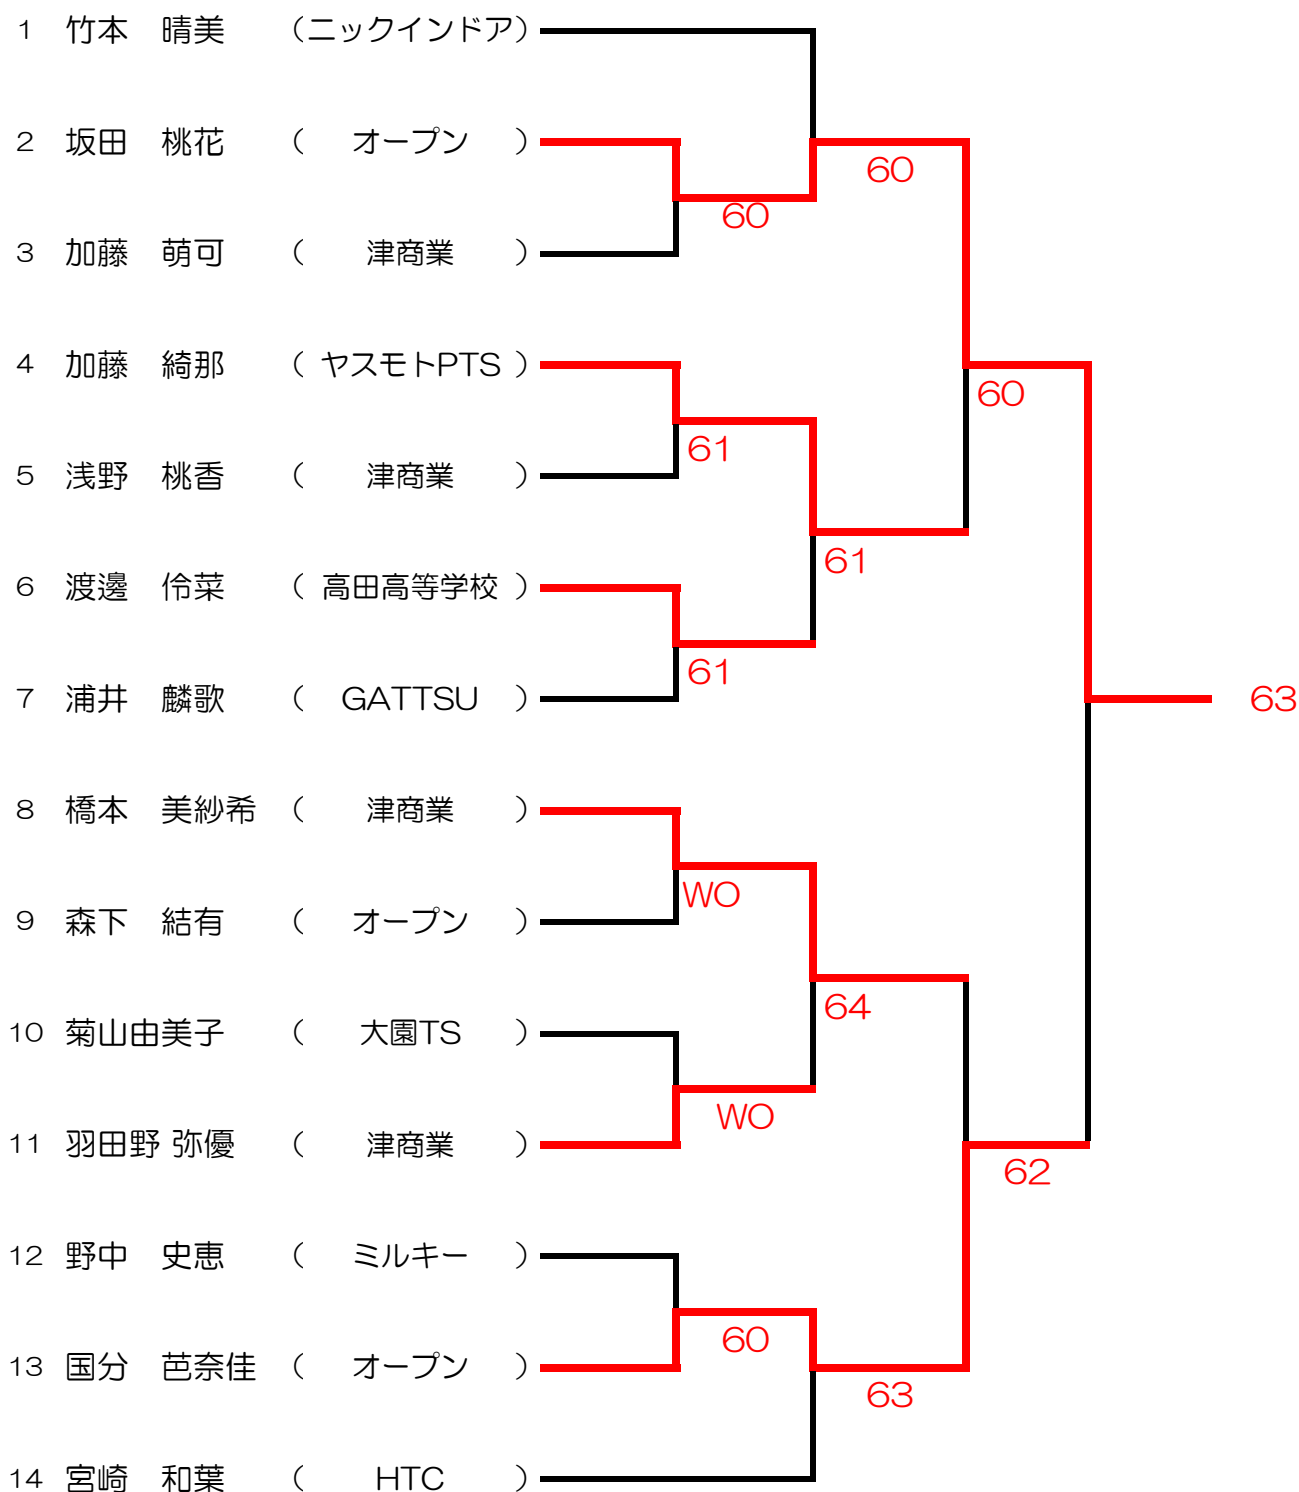 1 竹本 晴美 （ニックインドア）
2 坂田 桃花 （ オープン ）
60
60
3 加藤 萌可 （ 津商業 ）
4 加藤 綺那 （ ヤスモトPTS ）
60
61
5 浅野 桃香 （ 津商業 ）
61
6 渡邊 伶菜 （ 高田高等学校 ）
61
7 浦井 麟歌 （ GATTSU ）
63
8 橋本 美紗希 （ 津商業 ）
WO
9 森下 結有 （ オープン ）
64
10 菊山由美子 （ 大園TS ）
WO
11 羽田野 弥優 （ 津商業 ）
62
12 野中 史恵 （ ミルキー ）
60
13 国分 芭奈佳 （ オープン ）
63
14 宮崎 和葉 （ HTC ）